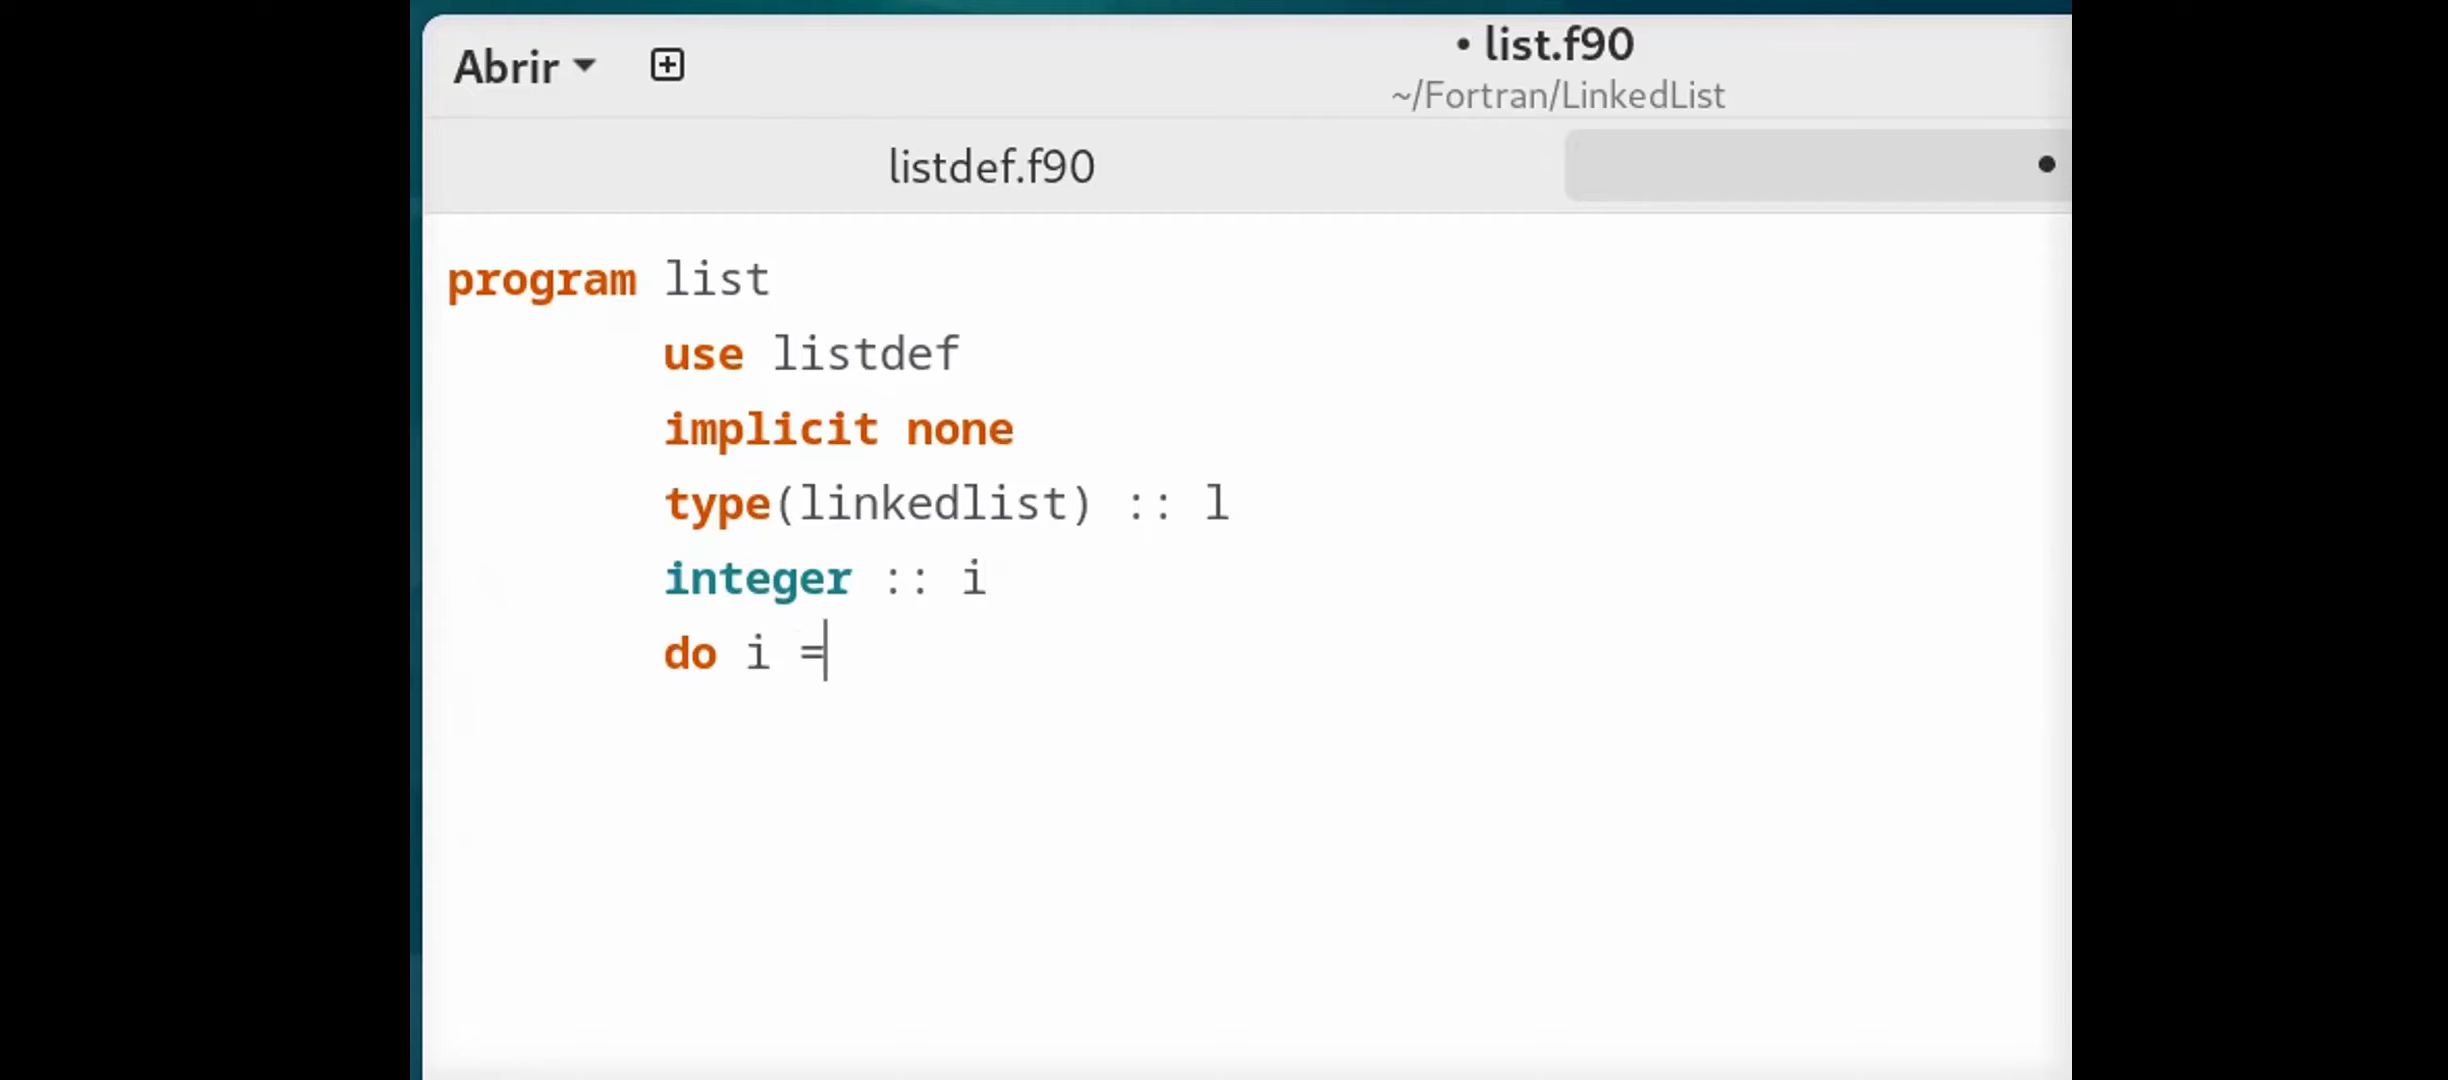 Abrir
• list.f90
~/Fortran/LinkedList
listdef.f90
program list
use listdef
implicit none
type(linkedlist) :: l
integer :: i
do i =